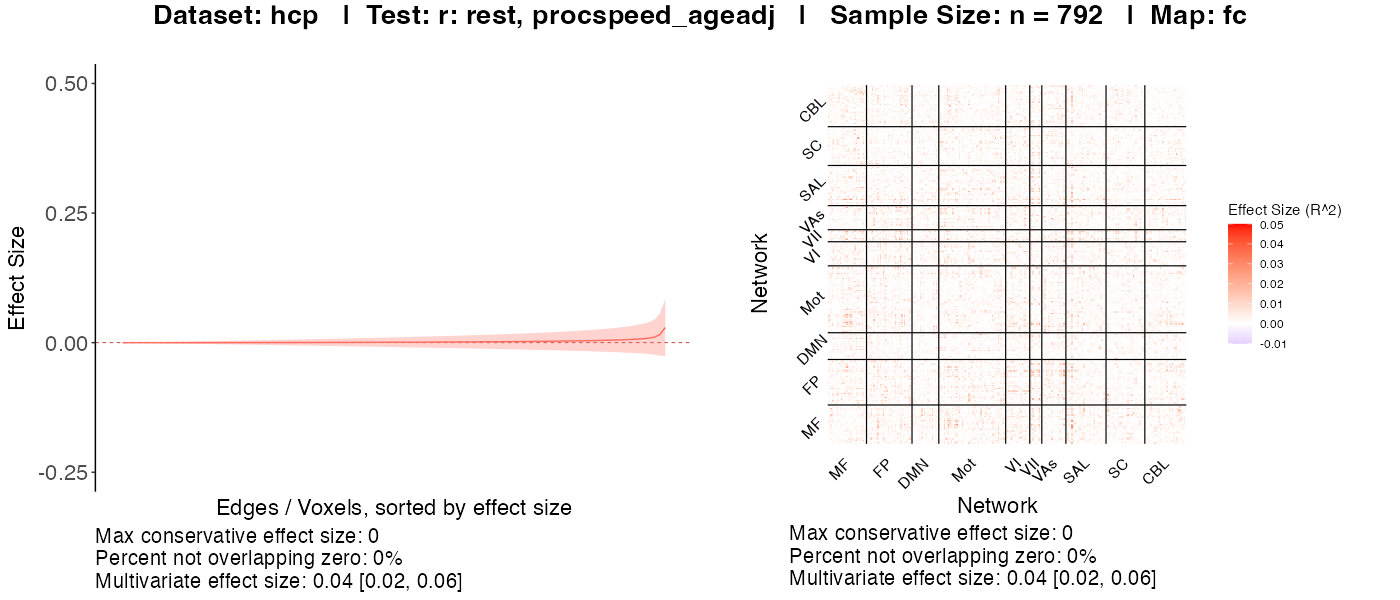 Dataset: hcp | Test: r: rest, procspeed_ageadj | Sample Size: n = 792 | Map: fc
Effect Size
0.50
0.25
0.00
-0.25
Edges / Voxels, sorted by effect size
Max conservative effect size: 0
Percent not overlapping zero: 0%
Multivariate effect size: 0.04 [0.02, 0.06]
Network
CBL
SC
SAL
VAs
VII
VI
Mot
DMN
FP
MF
MF
FP
DMN
Mot
VI
VII
VAs
SAL
SC
CBL
Network
Max conservative effect size: 0
Percent not overlapping zero: 0%
Multivariate effect size: 0.04 [0.02, 0.06]
Effect Size (R^2)
0.05
0.04
0.03
0.02
0.01
0.00
-0.01